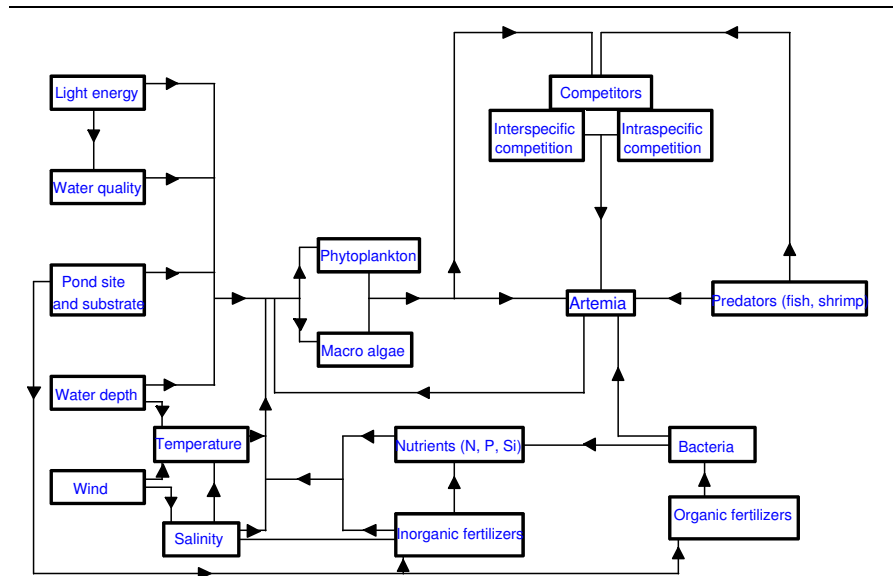 Light energy
Competitors
Interspecific
competition
Intraspecific
competition
Water quality
Phytoplankton
Pond site
and substrate
Artemia
Predators (fish, shrimp
Macro algae
Water depth
Temperature
Nutrients (N, P, Si)
Bacteria
Wind
Organic fertilizers
Salinity
Inorganic fertilizers